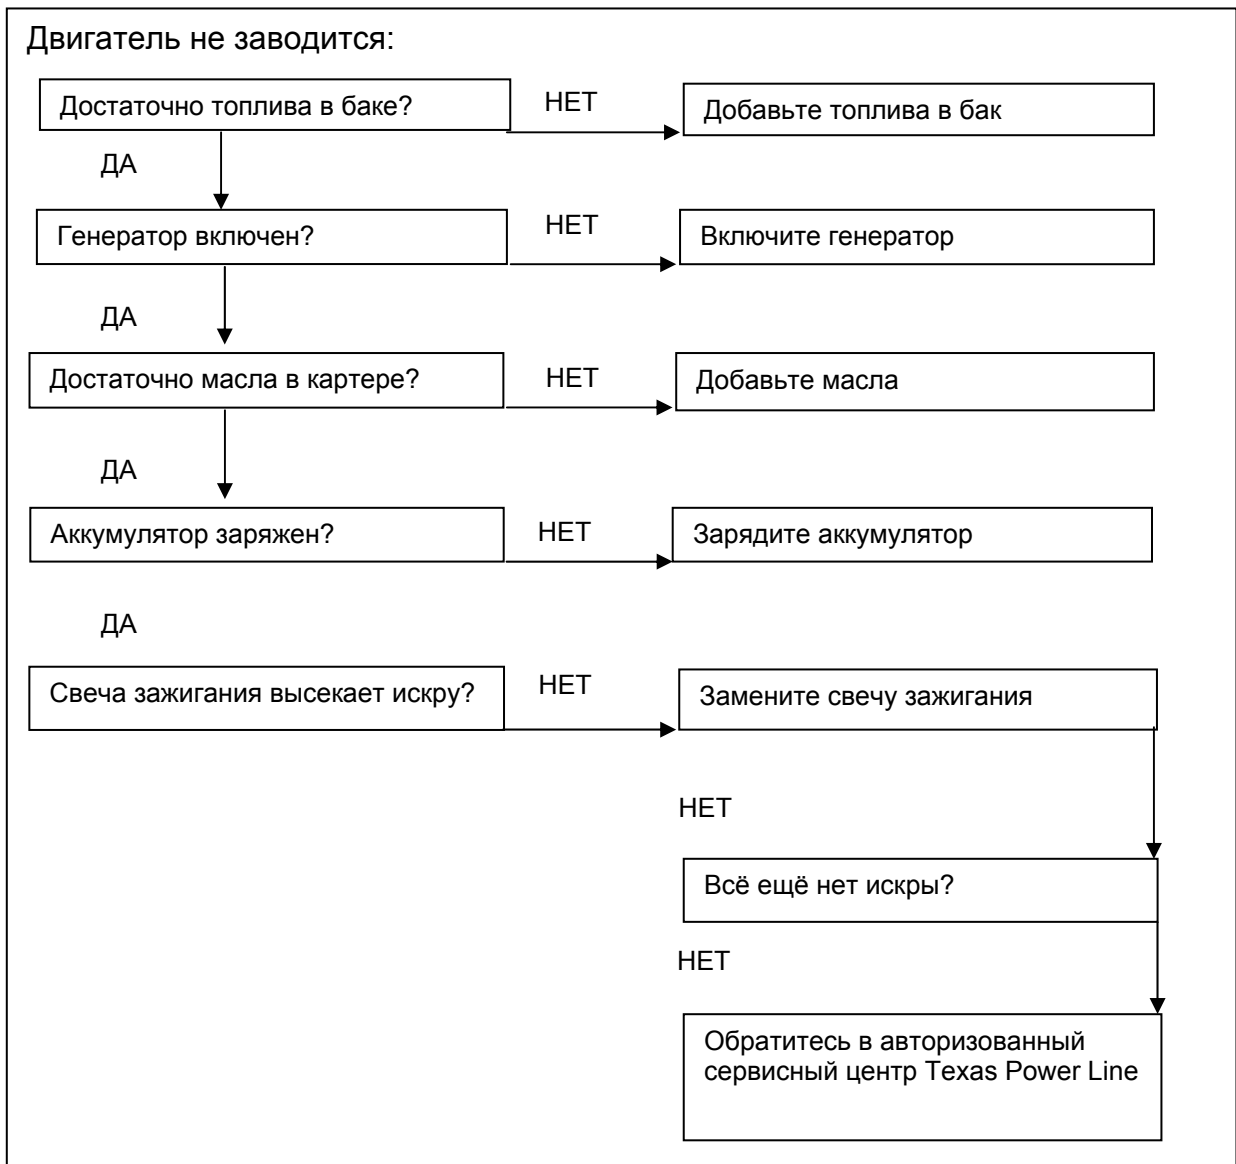 Двигатель не заводится:
Достаточно топлива в баке?
НЕТ
Добавьте топлива в бак
ДА
Генератор включен?
НЕТ
Включите генератор
ДА
Достаточно масла в картере?
НЕТ
Добавьте масла
ДА
Аккумулятор заряжен?
НЕТ
Зарядите аккумулятор
ДА
Свеча зажигания высекает искру?
НЕТ
Замените свечу зажигания
НЕТ
Всё ещё нет искры?
НЕТ
Обратитесь в авторизованный
сервисный центр Texas Power Line